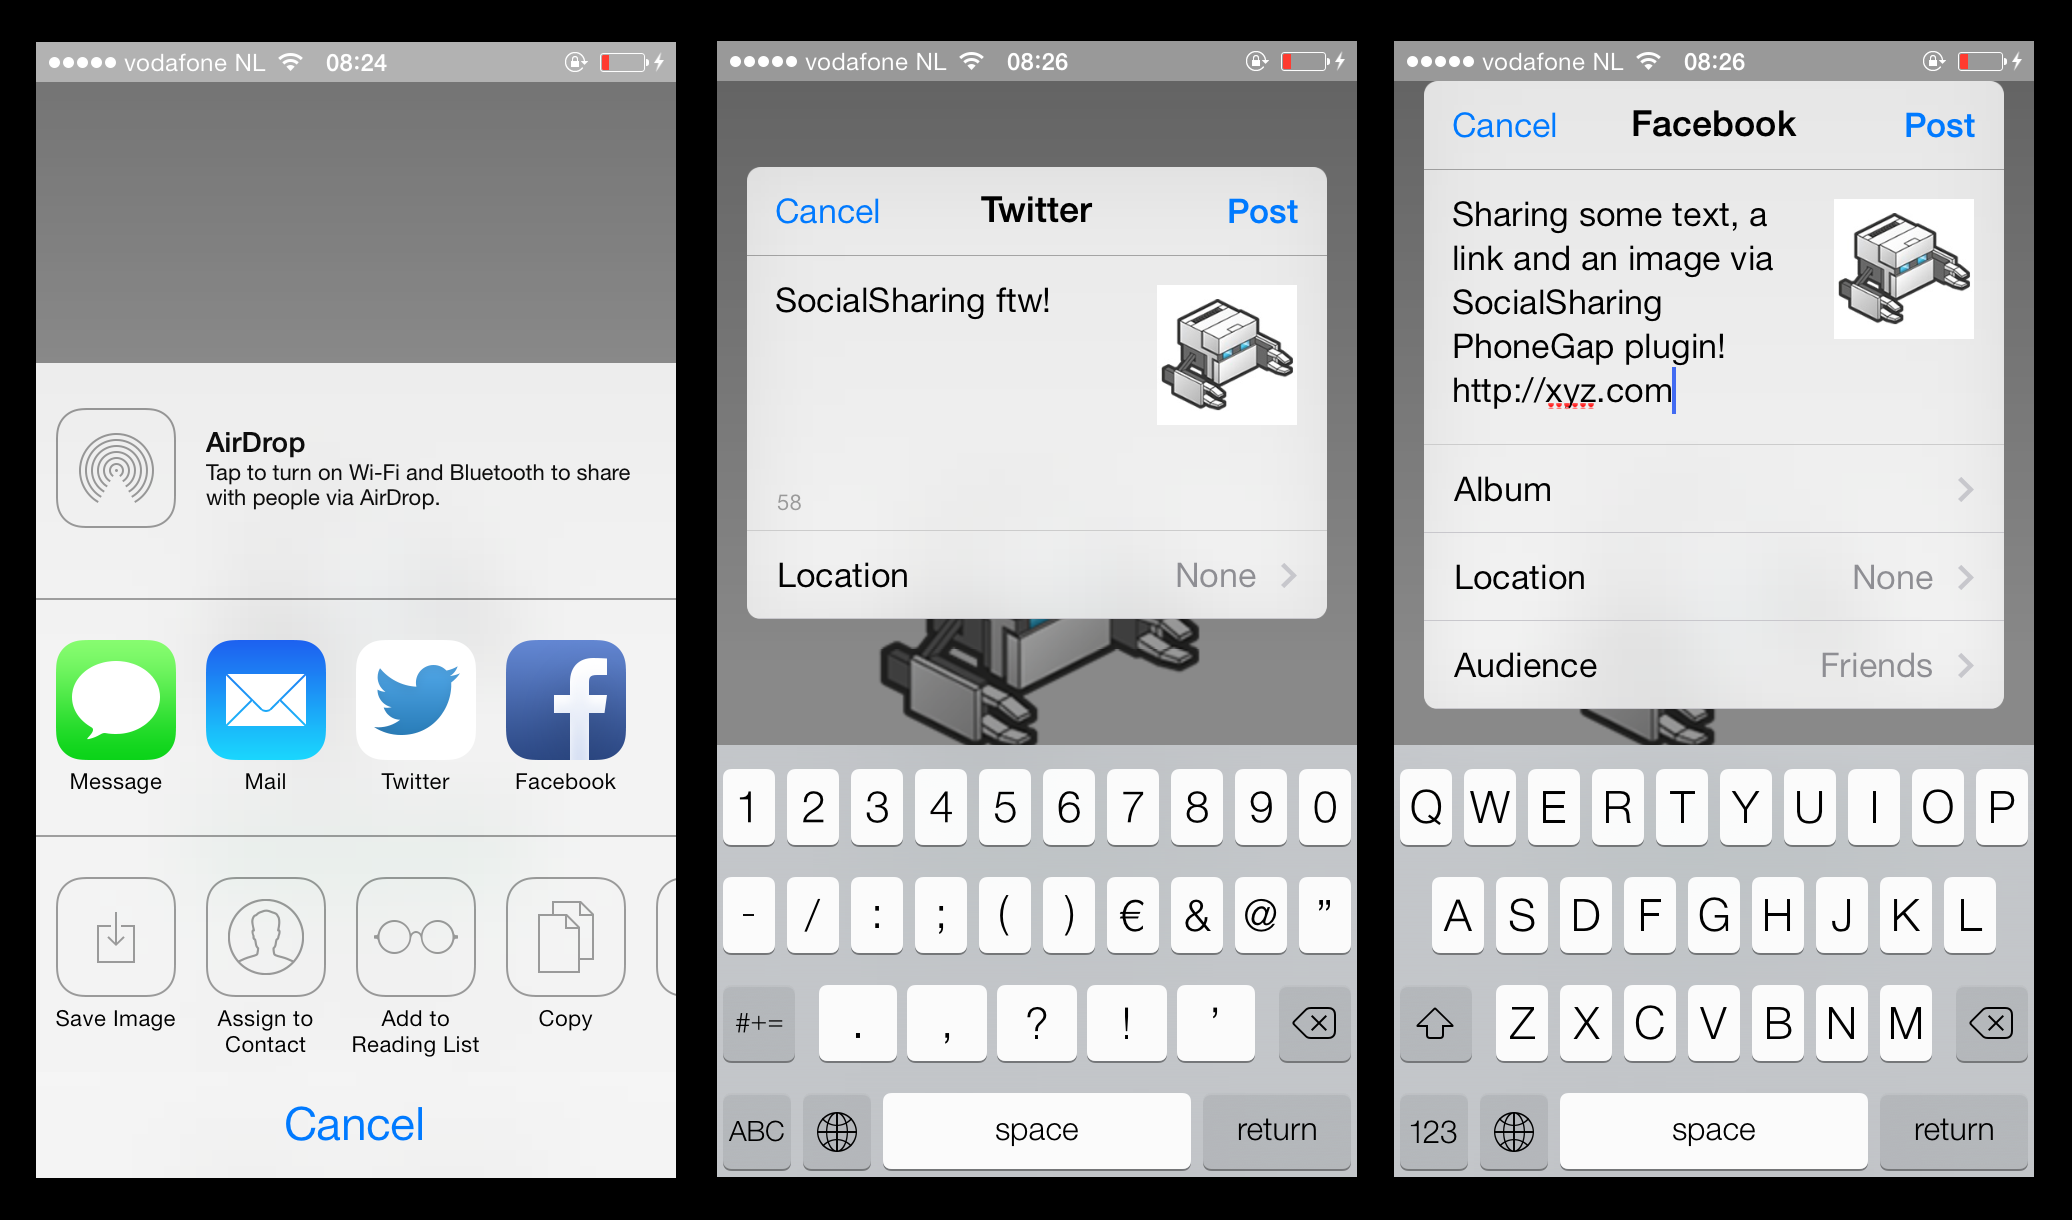 vodafone NL 08:24
AirDrop
Tap to turn on Wi-Fi and Bluetooth to share
with people via AirDrop.
Message Mail Twitter Facebook
Save Image Assign to Contact Add to Reading List Copy
Cancel
vodafone NL 08:26
Cancel Twitter Post
SocialSharing ftw!
58
Location None
1 2 3 4 5 6 7 8 9 0
- / : ; ( ) € & @ ”
#+= . , ? ! ’
ABC space return
vodafone NL 08:26
Cancel Facebook Post
Sharing some text, a
link and an image via
SocialSharing
PhoneGap plugin!
http://xyz.com
Album
Location None
Audience Friends
Q W E R T Y U I O P
A S D F G H J K L
Z X C V B N M
123 space return